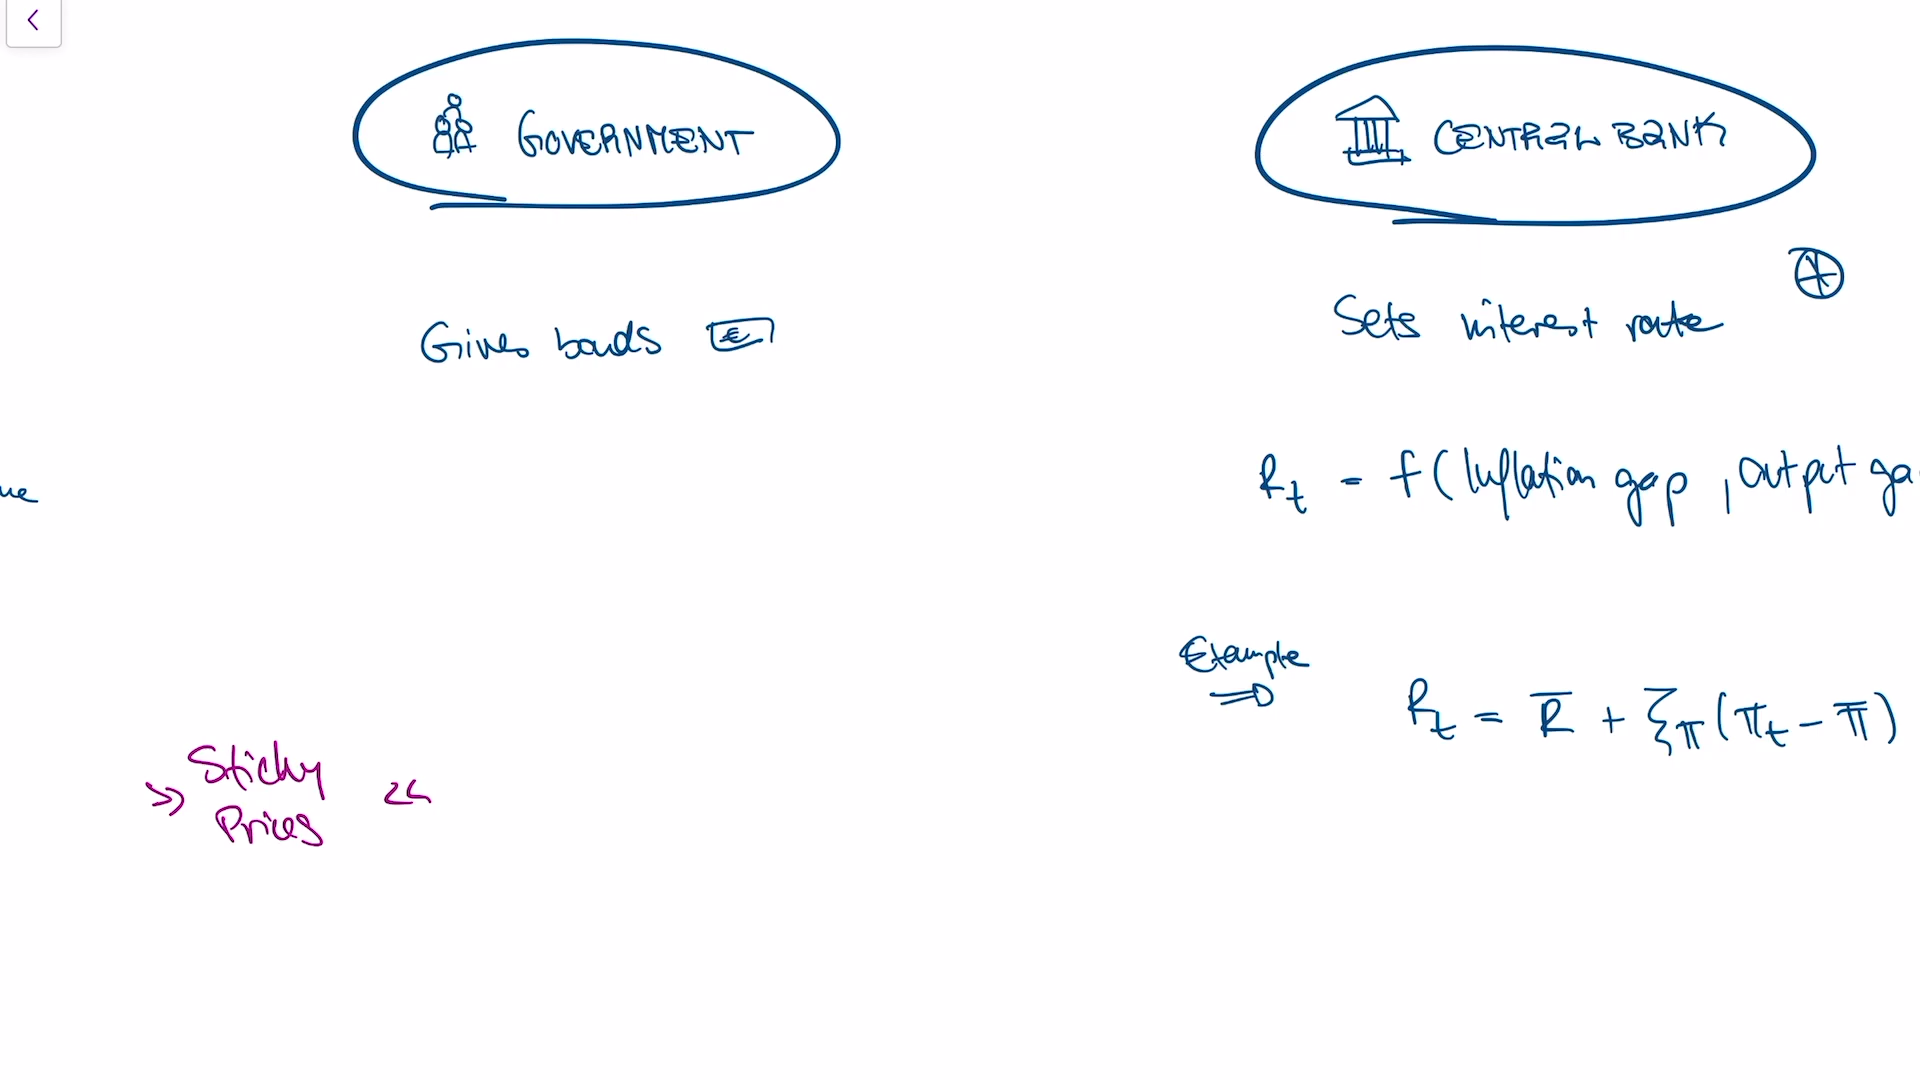 GOVERNMENT
CENTRAL BANK
Gives bonds €
Sets interest rate
ue
R_t = f(Inflation gap, Output ga
Example
R_t = R̅ + ξ_π(π_t - π̅)
>> Sticky <<
Prices